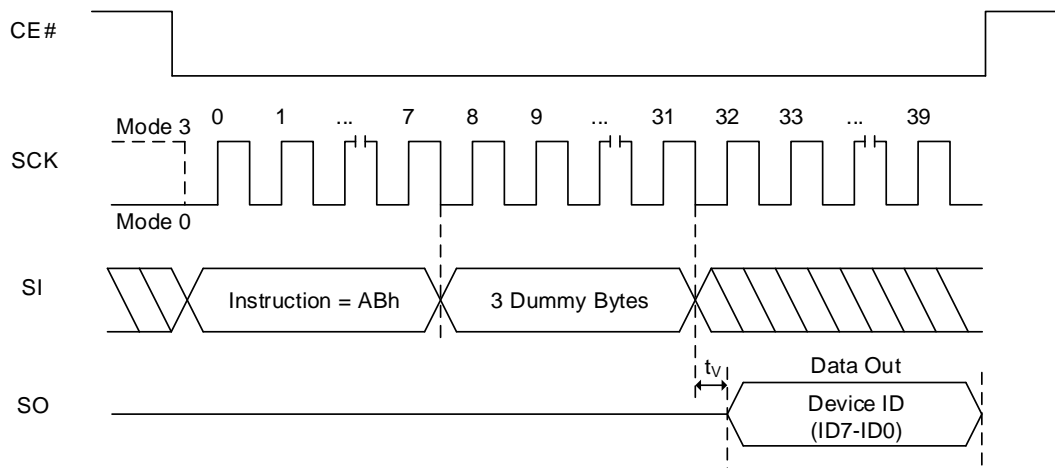 CE#
Mode 3
0 1 ... 7 8 9 ... 31 32 33 ... 39
SCK
Mode 0
SI
Instruction = ABh
3 Dummy Bytes
tV
Data Out
SO
Device ID
(ID7-ID0)